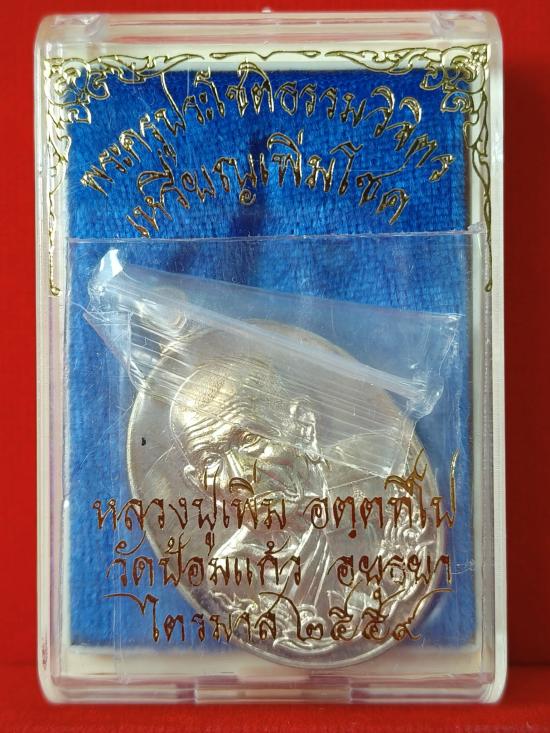 พระครูประโชติธรรมวิจิตร
เหรียญเพิ่มโชค
หลวงปู่เพิ่ม อตฺตทีโป
วัดป้อมแก้ว อยุธยา
ไตรมาส ๒๕๕๙